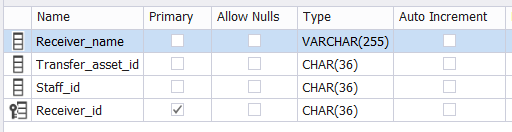 Name Primary Allow Nulls Type Auto Increment
Receiver_name VARCHAR(255)
Transfer_asset_id CHAR(36)
Staff_id CHAR(36)
Receiver_id CHAR(36)